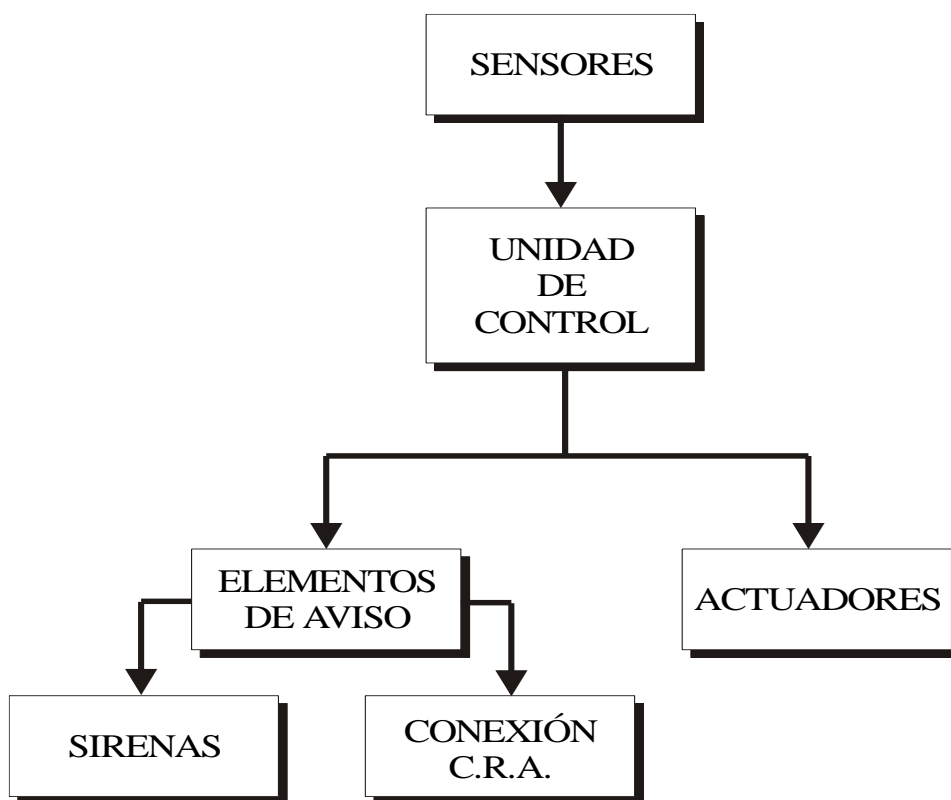 SENSORES
UNIDAD
DE
CONTROL
ELEMENTOS
DE AVISO
ACTUADORES
SIRENAS
CONEXIÓN
C.R.A.